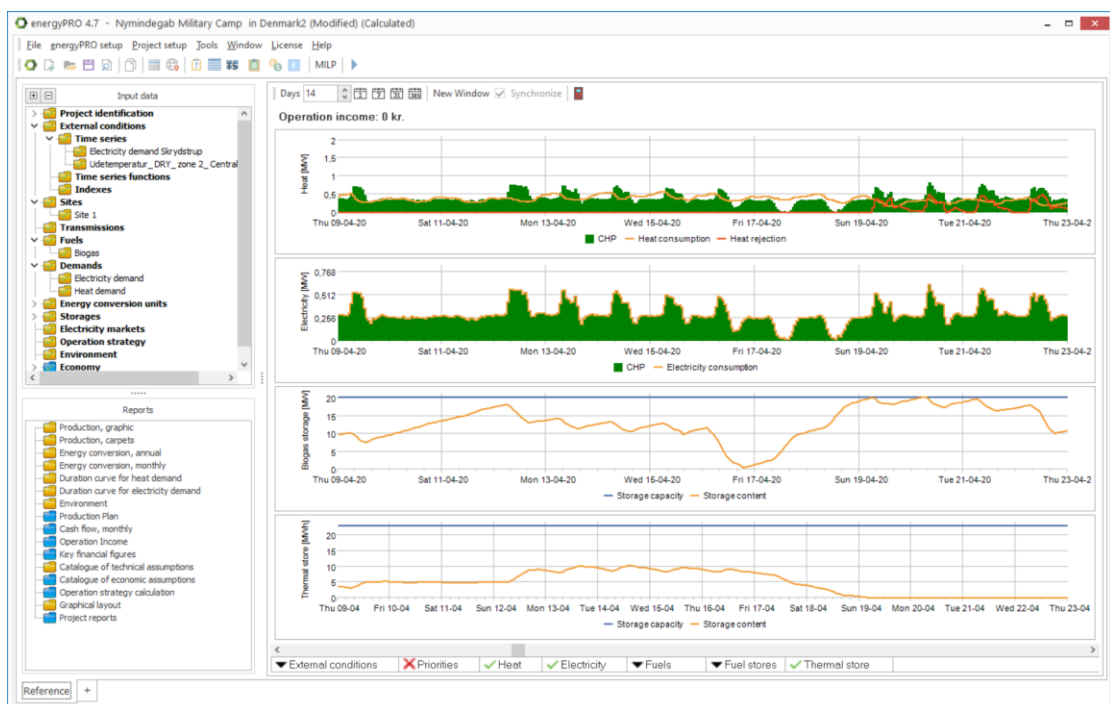 energyPRO 4.7 - Nymindegab Military Camp in Denmark2 (Modified) (Calculated)
File energyPRO setup Project setup Tools Window License Help
MILP
Input data
Project identification
External conditions
Time series
Electricity demand Skrydstrup
Udetemperatur_DRY_zone 2_Central
Time series functions
Indexes
Sites
Site 1
Transmissions
Fuels
Biogas
Demands
Electricity demand
Heat demand
Energy conversion units
Storages
Electricity markets
Operation strategy
Environment
Economy
Reports
Production, graphic
Production, carpets
Energy conversion, annual
Energy conversion, monthly
Duration curve for heat demand
Duration curve for electricity demand
Environment
Production Plan
Cash flow, monthly
Operation Income
Key financial figures
Catalogue of technical assumptions
Catalogue of economic assumptions
Operation strategy calculation
Graphical layout
Project reports
Reference +
Days 14 New Window Synchronize
Operation income: 0 kr.
Heat [MW]
2
1,5
1
0,5
0
Thu 09-04-20 Sat 11-04-20 Mon 13-04-20 Wed 15-04-20 Fri 17-04-20 Sun 19-04-20 Tue 21-04-20 Thu 23-04-2
CHP Heat consumption Heat rejection
Electricity [MW]
0,768
0,512
0,266
0
Thu 09-04-20 Sat 11-04-20 Mon 13-04-20 Wed 15-04-20 Fri 17-04-20 Sun 19-04-20 Tue 21-04-20 Thu 23-04-20
CHP Electricity consumption
Biogas storage [MWh]
20
15
10
5
0
Thu 09-04-20 Sat 11-04-20 Mon 13-04-20 Wed 15-04-20 Fri 17-04-20 Sun 19-04-20 Tue 21-04-20 Thu 23-04-2
Storage capacity Storage content
Thermal store [MWh]
20
15
10
5
0
Thu 09-04 Fri 10-04 Sat 11-04 Sun 12-04 Mon 13-04 Tue 14-04 Wed 15-04 Thu 16-04 Fri 17-04 Sat 18-04 Sun 19-04 Mon 20-04 Tue 21-04 Wed 22-04 Thu 23-04
Storage capacity Storage content
External conditions Priorities Heat Electricity Fuels Fuel stores Thermal store